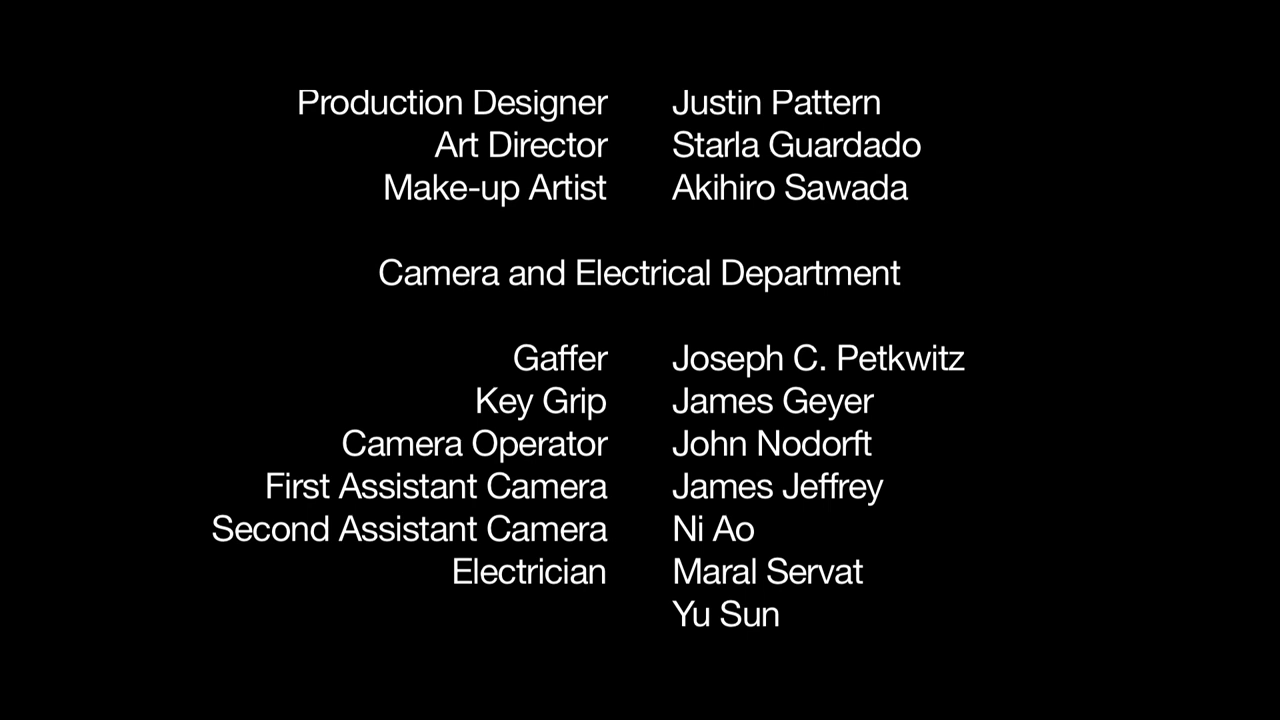 Production Designer Justin Pattern
Art Director Starla Guardado
Make-up Artist Akihiro Sawada
Camera and Electrical Department
Gaffer Joseph C. Petkwitz
Key Grip James Geyer
Camera Operator John Nodorft
First Assistant Camera James Jeffrey
Second Assistant Camera Ni Ao
Electrician Maral Servat
Yu Sun